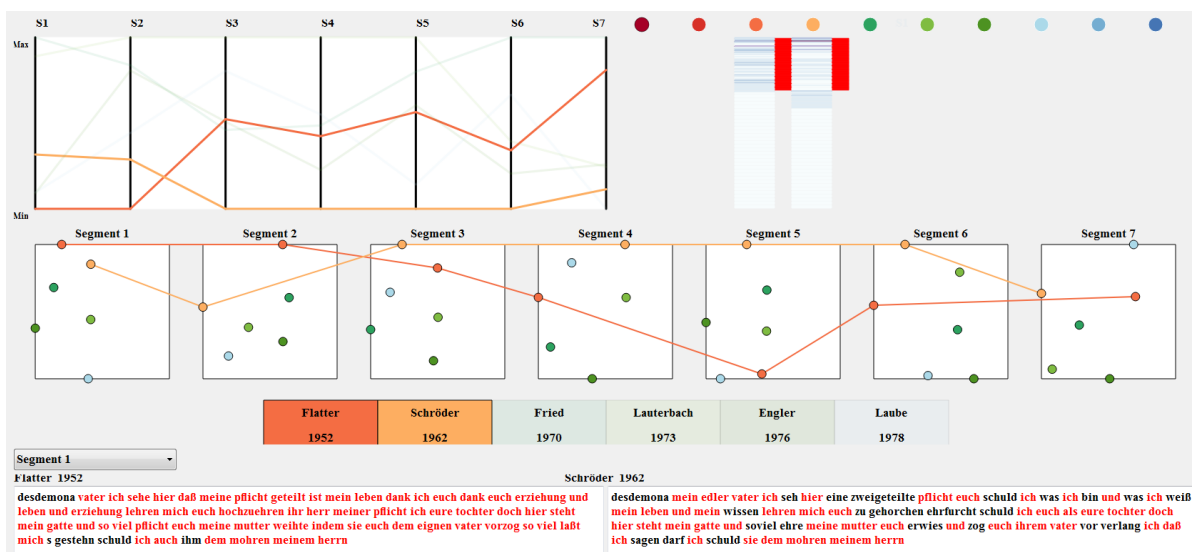 S1 S2 S3 S4 S5 S6 S7
Max
Min
Segment 1 Segment 2 Segment 3 Segment 4 Segment 5 Segment 6 Segment 7
Flatter Schröder Fried Lauterbach Engler Laube
1952 1962 1970 1973 1976 1978
Segment 1
Flatter 1952
desdemona vater ich sehe hier daß meine pflicht geteilt ist mein leben dank ich euch dank euch erziehung und
leben und erziehung lehren mich euch hochzuehren ihr herr meiner pflicht ich eure tochter doch hier steht
mein gatte und so viel pflicht euch meine mutter weihte indem sie euch dem eignen vater vorzog so viel laßt
mich s gestehn schuld ich auch ihm dem mohren meinem herrn
Schröder 1962
desdemona mein edler vater ich seh hier eine zweigeteilte pflicht euch schuld ich was ich bin und was ich weiß
mein leben und mein wissen lehren mich euch zu gehorchen ehrfurcht schuld ich euch als eure tochter doch
hier steht mein gatte und soviel ehre meine mutter euch erwies und zog euch ihrem vater vor verlang ich daß
ich sagen darf ich schuld sie dem mohren meinem herrn